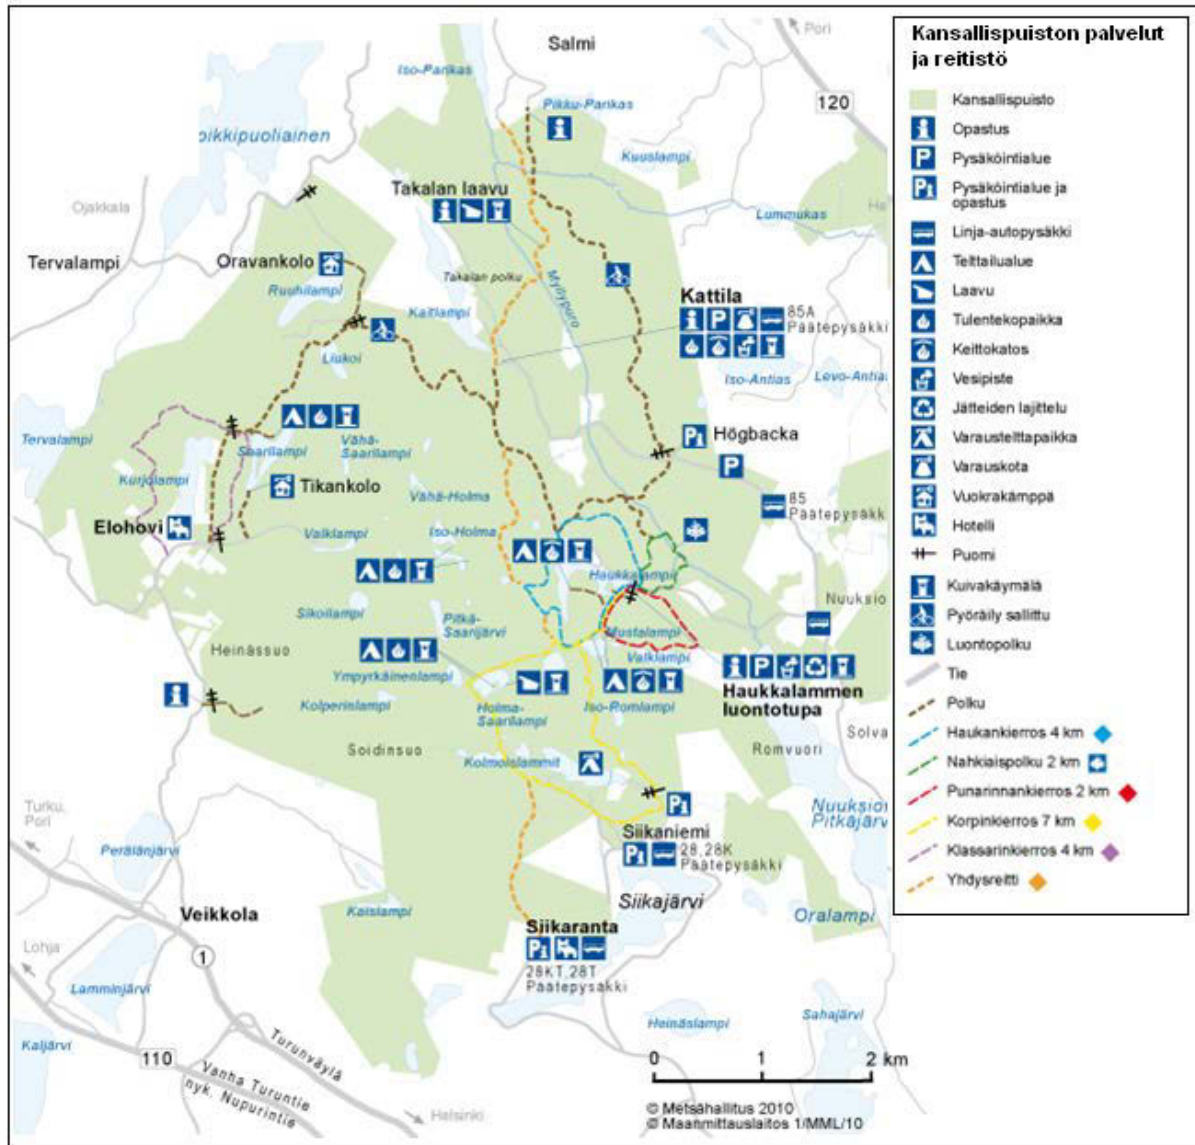 Salmi
Pori
Iso-Parikas
120
Pikku-Parikas
oikkipuoliainen
Kuuslampi
Takalan laavu
Ojakkala
Lummukas
Ha
Tervalampi
Oravankolo
Ruuhilampi
Takalan polku
Myllypuro
Kattila
85A
Päätepysäkki
Kaitlampi
Liukoi
Iso-Antias
Levo-Antias
Tervalampi
Saarilampi
Vähä-
Saarilampi
Högbacka
Kurjolampi
Tikankolo
Vähä-Holma
85
Päätepysäkk
Elohovi
Valklampi
Iso-Holma
Haukkalampi
Sikoilampi
Pitkä-
Saarijärvi
Mustalampi
Nuuksio
Heinässuo
Valklampi
Ympyrkäinenlampi
Haukkalammen
luontotupa
Kolperinlampi
Holma-
Saarilampi
Iso-Romlampi
Solva
Soidinsuo
Kolmoislammit
Romvuori
Turku,
Pori
Nuuksion
Pitkäjärv
Siikaniemi
28,28K
Päätepysäkki
Perälänjärvi
Siikajärvi
Veikkola
Kaislampi
Oralampi
Siikaranta
28KT,28T
Päätepysäkki
Lohja
1
Lamminjärvi
Heinäslampi
Sahajärvi
Kaljärvi
110
Turunväylä
Vanha Turuntie
nyk. Nupurintie
Helsinki
0 1 2 km
© Metsähallitus 2010
© Maanmittauslaitos 1/MML/10
Kansallispuiston palvelut
ja reitistö
Kansallispuisto
Opastus
Pysäköintialue
Pysäköintialue ja
opastus
Linja-autopysäkki
Telttailualue
Laavu
Tulentekopaikka
Keittokatos
Vesipiste
Jätteiden lajittelu
Varaustelttapaikka
Varauskota
Vuokrakämppä
Hotelli
Puomi
Kuivakäymälä
Pyöräily sallittu
Luontopolku
Tie
Polku
Haukankierros 4 km
Nahkiaispolku 2 km
Punarinnankierros 2 km
Korpinkierros 7 km
Klassarinkierros 4 km
Yhdysreitti